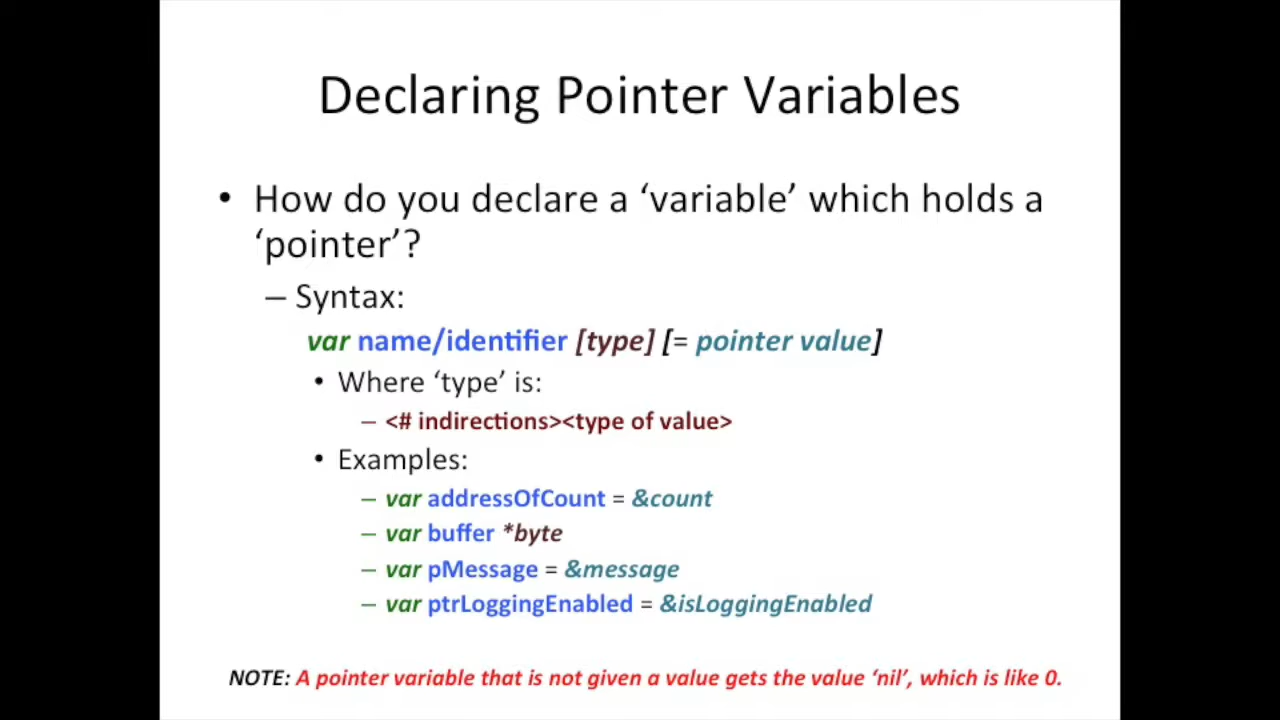 Declaring Pointer Variables
• How do you declare a ‘variable’ which holds a
‘pointer’?
– Syntax:
var name/identifier [type] [= pointer value]
• Where ‘type’ is:
– <# indirections><type of value>
• Examples:
– var addressOfCount = &count
– var buffer *byte
– var pMessage = &message
– var ptrLoggingEnabled = &isLoggingEnabled
NOTE: A pointer variable that is not given a value gets the value ‘nil’, which is like 0.